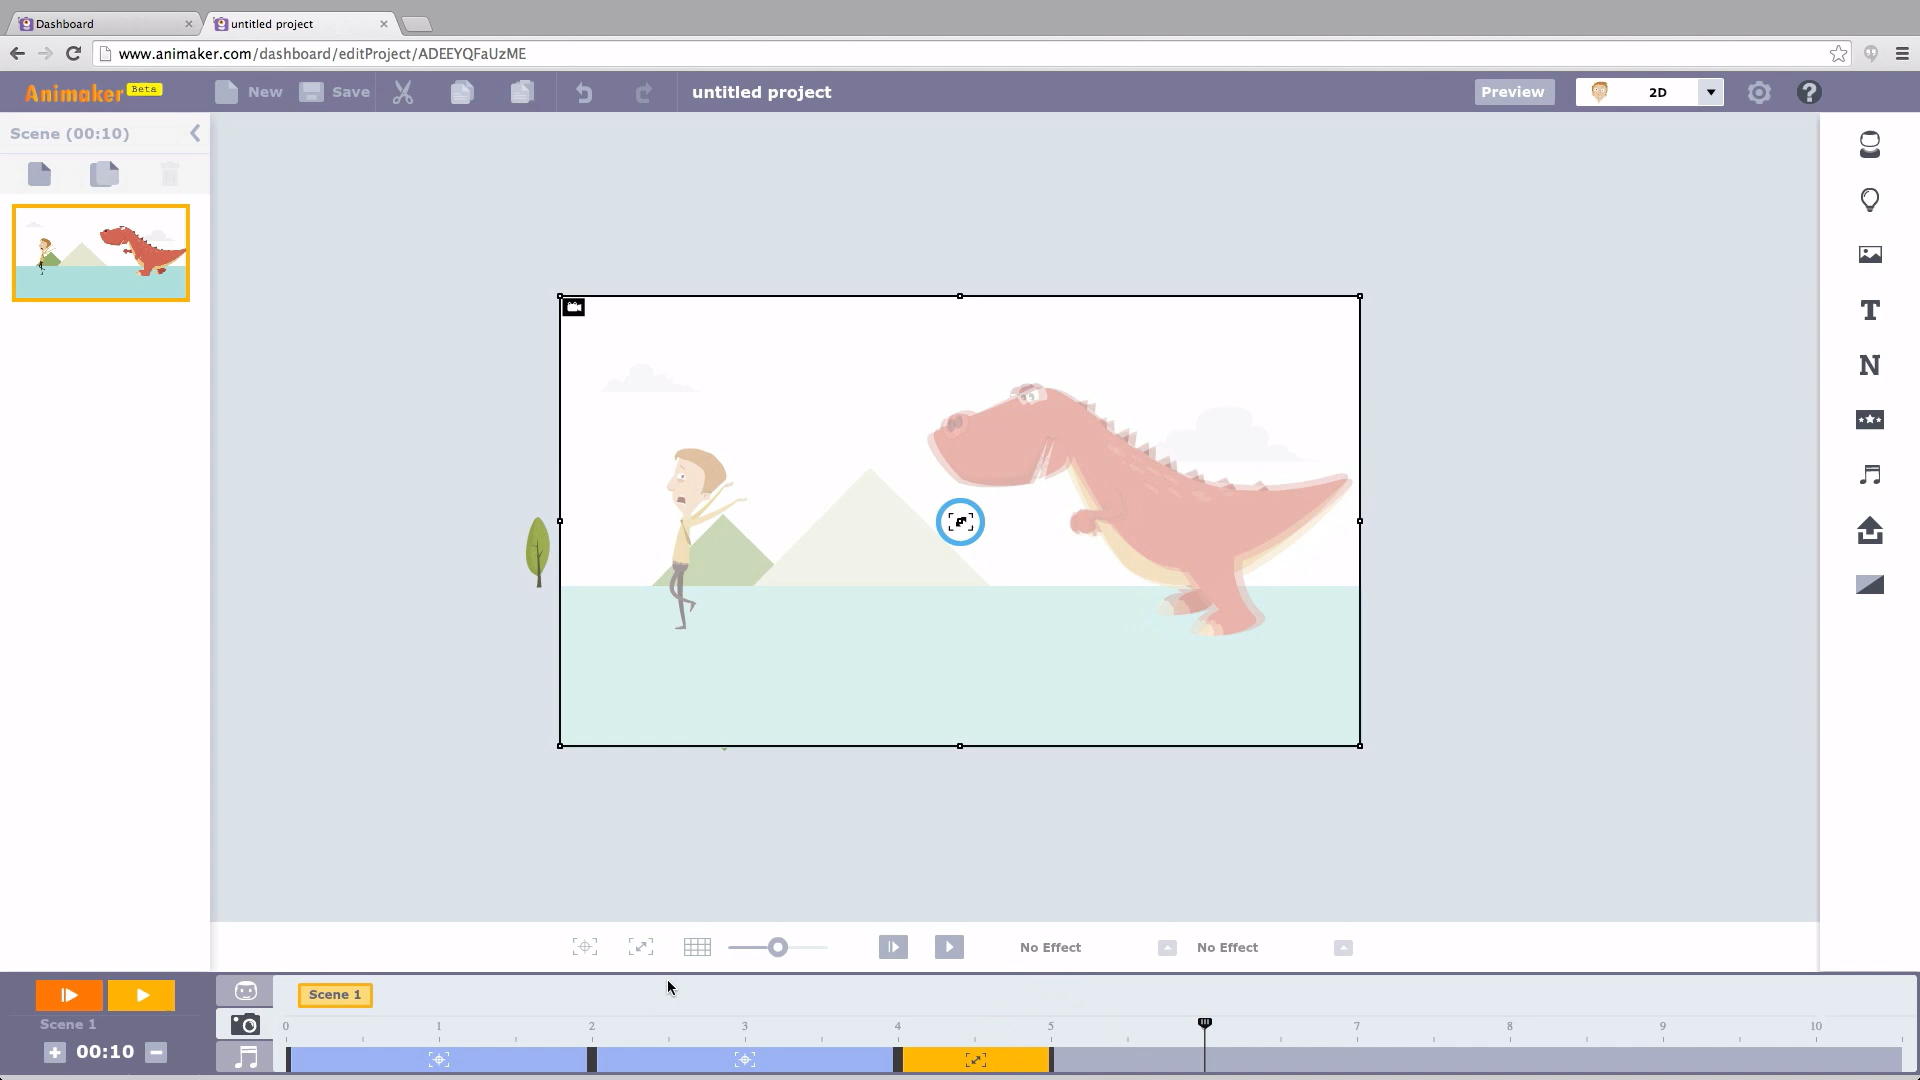 Dashboard
untitled project
www.animaker.com/dashboard/editProject/ADEEYQFaUzME
Animaker Beta
New
Save
untitled project
Preview
2D
?
Scene (00:10)
T
N
No Effect
No Effect
Scene 1
Scene 1
0 1 2 3 4 5 7 8 9 10
00:10